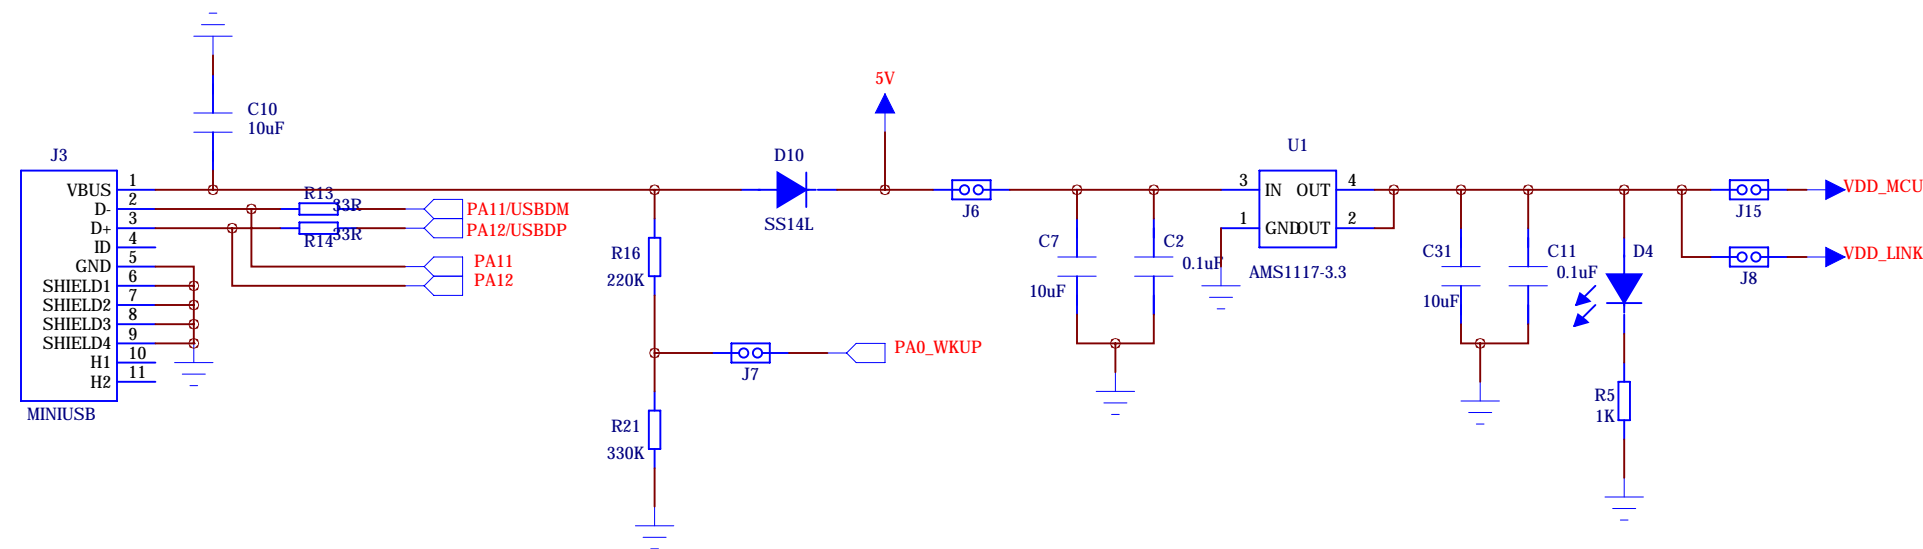 C10
10uF
J3
VBUS
D-
D+
ID
GND
SHIELD1
SHIELD2
SHIELD3
SHIELD4
H1
H2
1
2
3
4
5
6
7
8
9
10
11
MINIUSB
R13
33R
R14
33R
PA11/USBDM
PA12/USBDP
PA11
PA12
R16
220K
R21
330K
J7
PA0_WKUP
D10
SS14L
5V
J6
C7
10uF
C2
0.1uF
U1
3
IN
OUT
4
1
GND
OUT
2
AMS1117-3.3
C31
10uF
C11
0.1uF
D4
R5
1K
J15
VDD_MCU
J8
VDD_LINK